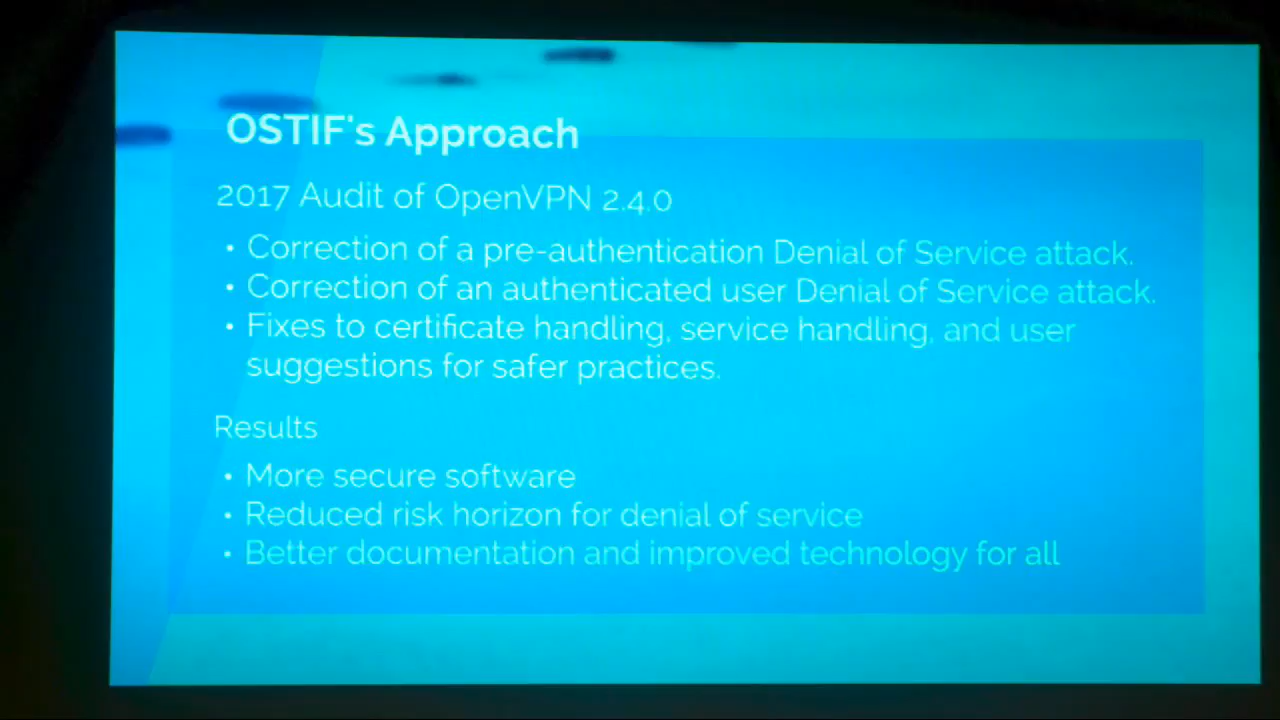 OSTIF's Approach
2017 Audit of OpenVPN 2.4.0
• Correction of a pre-authentication Denial of Service attack.
• Correction of an authenticated user Denial of Service attack.
• Fixes to certificate handling, service handling, and user
suggestions for safer practices.
Results
• More secure software
• Reduced risk horizon for denial of service
• Better documentation and improved technology for all